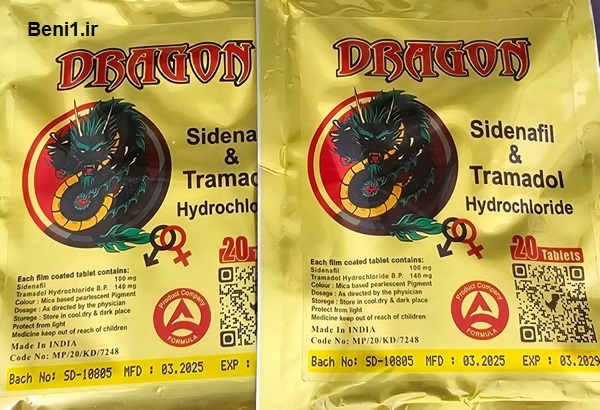 Beni1.ir
DRAGON
Sidenafi
&
Tramado
Hydrochloride
20
Each film coated tablet contains:
Sidenafil 100 mg
Tramadol Hydrochloride B.P. 140 mg
Colour : Mica based pearlescent Pigment
Dosage : As directed by the physician
Storege : Store in cool.dry & dark place
Protect from light
Medicine keep out of reach of children
Made In INDIA
Code No: MP/20/KD/7248
Product Company
FORMULA
Bach No: SD-10805 MFD : 03.2025 EXP :
DRAGON
Sidenafil
&
Tramadol
Hydrochloride
20 Tablets
Each film coated tablet contains:
Sidenafil 100 mg
Tramadol Hydrochloride B.P. 140 mg
Colour : Mica based pearlescent Pigment
Dosage : As directed by the physician
Storege : Store in cool.dry & dark place
Protect from light
Medicine keep out of reach of children
Made In INDIA
Code No: MP/20/KD/7248
Product Company
FORMULA
Bach No: SD-10805 MFD : 03.2025 EXP : 03.2029